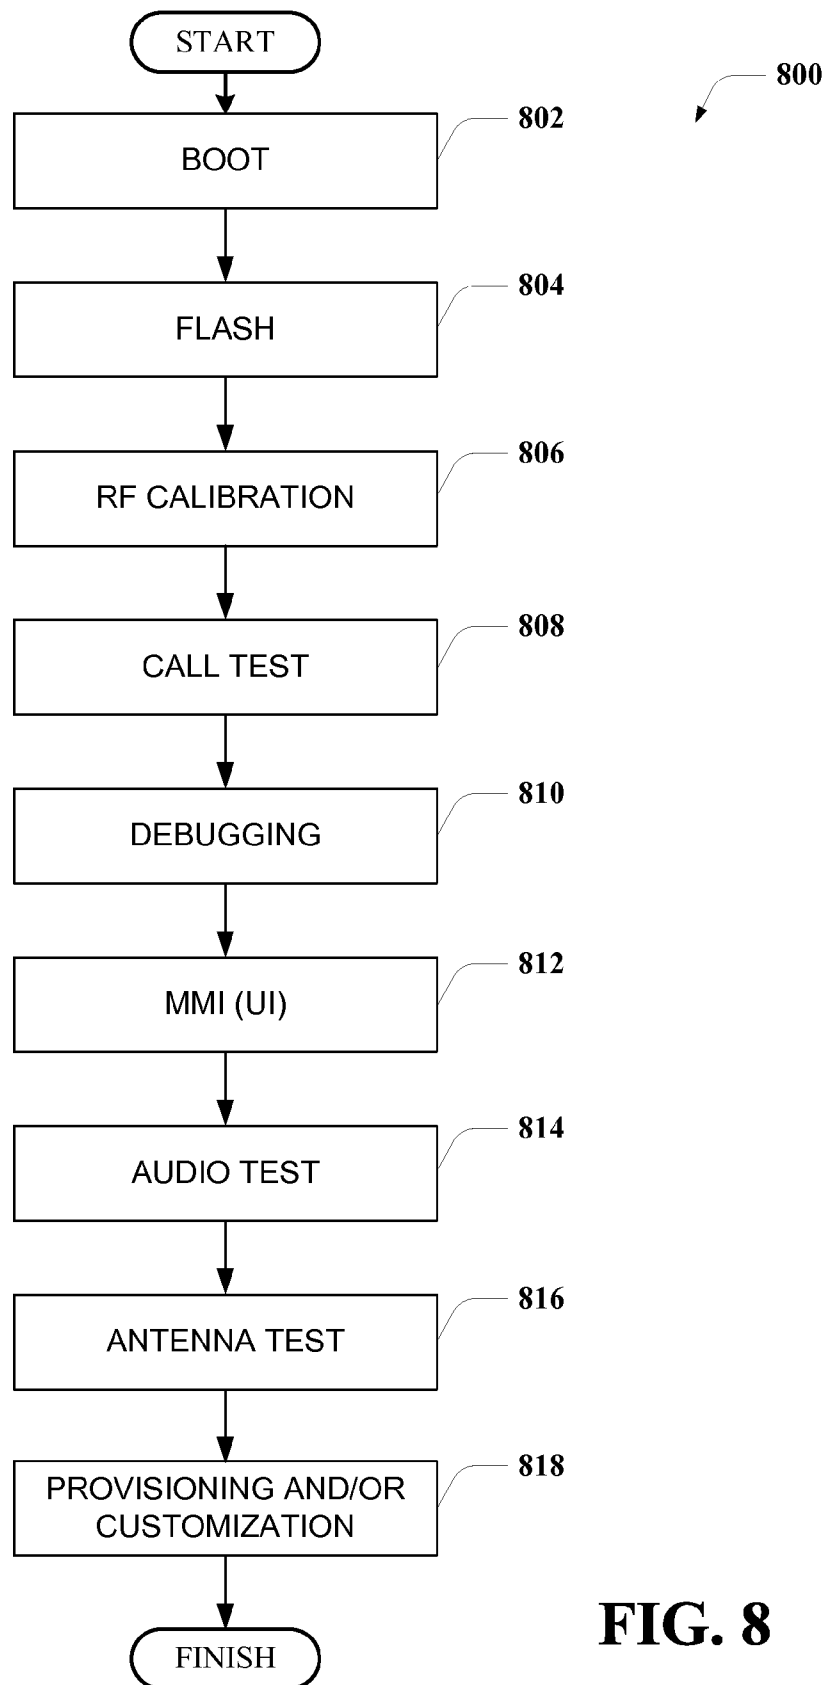 START
800
802
BOOT
804
FLASH
806
RF CALIBRATION
808
CALL TEST
810
DEBUGGING
812
MMI (UI)
814
AUDIO TEST
816
ANTENNA TEST
818
PROVISIONING AND/OR
CUSTOMIZATION
FINISH
FIG. 8